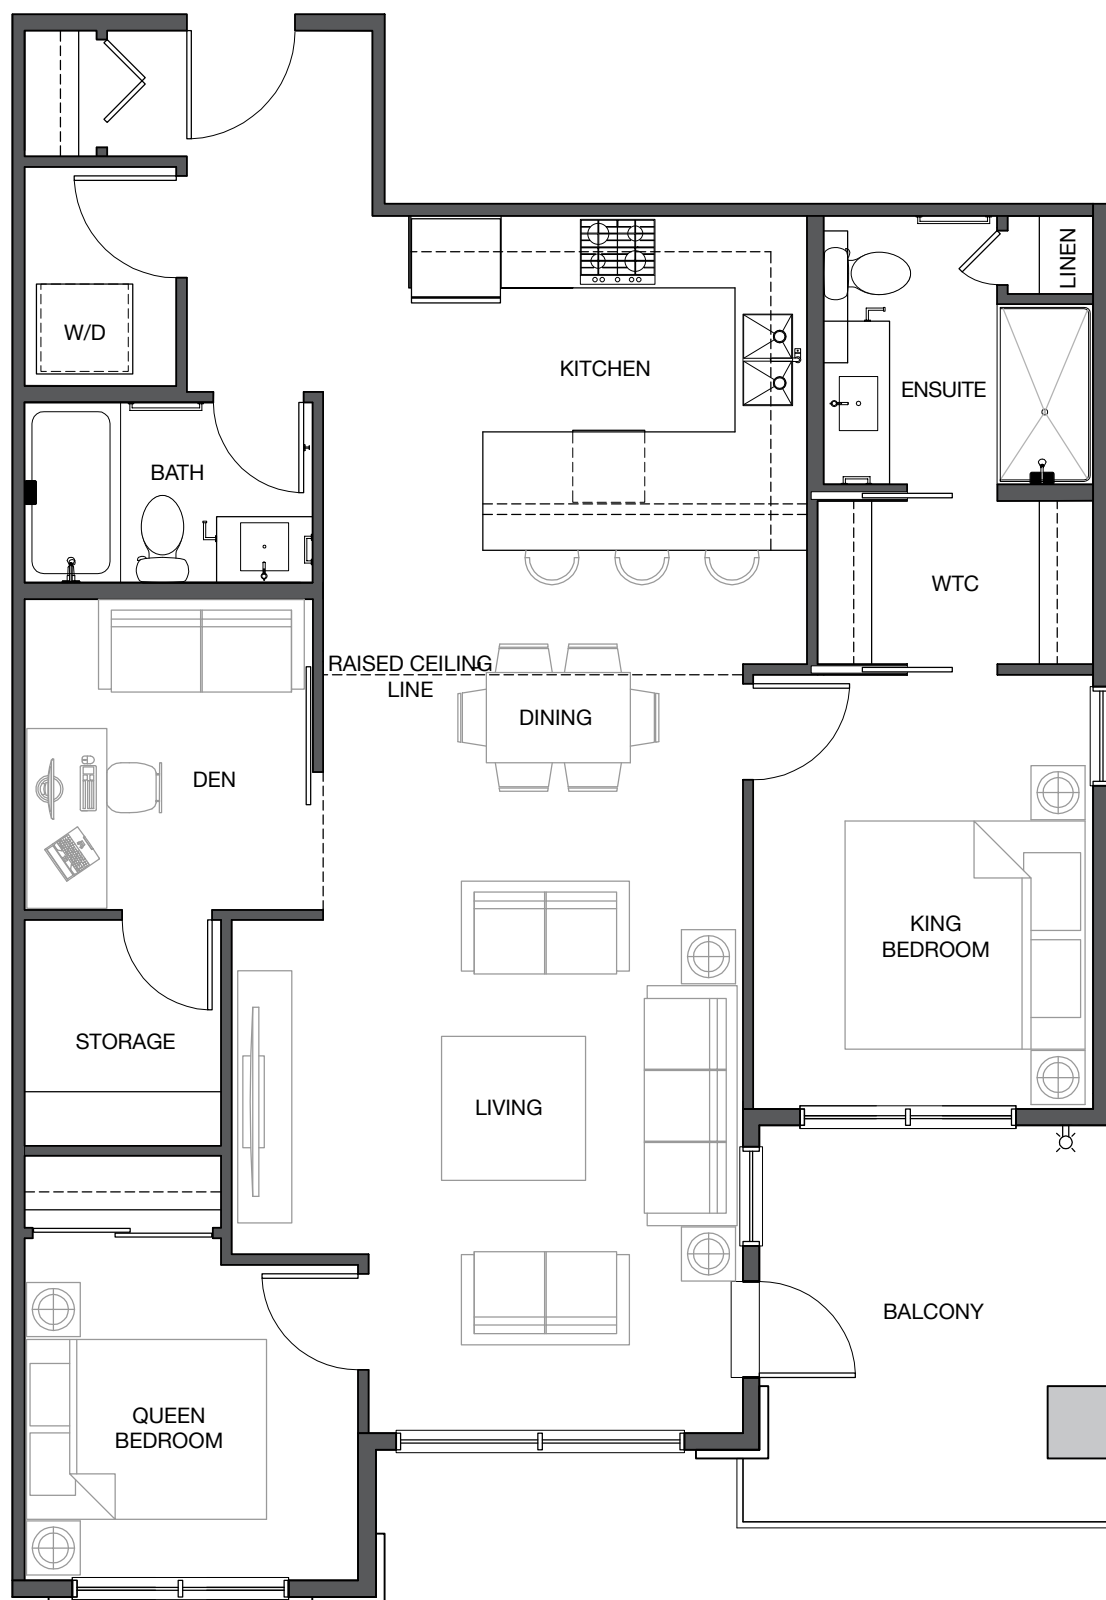 LINEN
W/D
KITCHEN
ENSUITE
BATH
WTC
RAISED CEILING
LINE
DINING
DEN
KING
BEDROOM
STORAGE
LIVING
BALCONY
QUEEN
BEDROOM